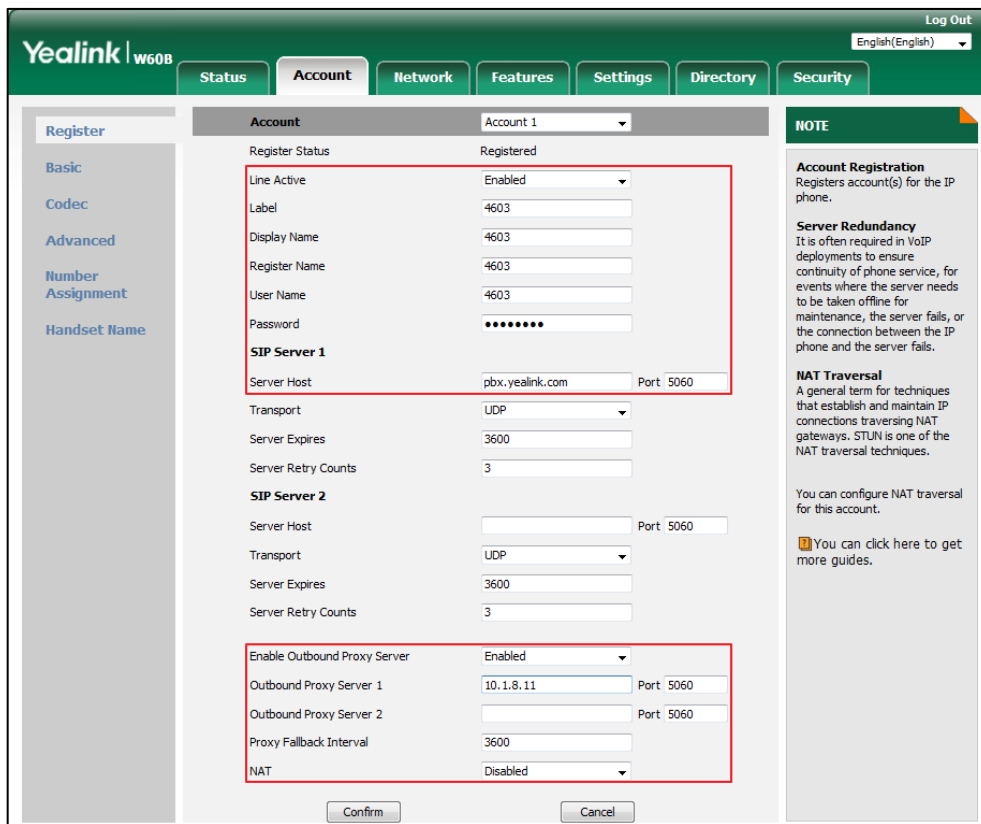 Log Out
Yealink | W60B
English(English)
Status Account Network Features Settings Directory Security
Register
Basic
Codec
Advanced
Number
Assignment
Handset Name
Account Account 1
Register Status Registered
Line Active Enabled
Label 4603
Display Name 4603
Register Name 4603
User Name 4603
Password ••••••••
SIP Server 1
Server Host pbx.yealink.com Port 5060
Transport UDP
Server Expires 3600
Server Retry Counts 3
SIP Server 2
Server Host Port 5060
Transport UDP
Server Expires 3600
Server Retry Counts 3
Enable Outbound Proxy Server Enabled
Outbound Proxy Server 1 10.1.8.11 Port 5060
Outbound Proxy Server 2 Port 5060
Proxy Fallback Interval 3600
NAT Disabled
Confirm Cancel
NOTE
Account Registration
Registers account(s) for the IP
phone.
Server Redundancy
It is often required in VoIP
deployments to ensure
continuity of phone service, for
events where the server needs
to be taken offline for
maintenance, the server fails, or
the connection between the IP
phone and the server fails.
NAT Traversal
A general term for techniques
that establish and maintain IP
connections traversing NAT
gateways. STUN is one of the
NAT traversal techniques.
You can configure NAT traversal
for this account.
You can click here to get
more guides.